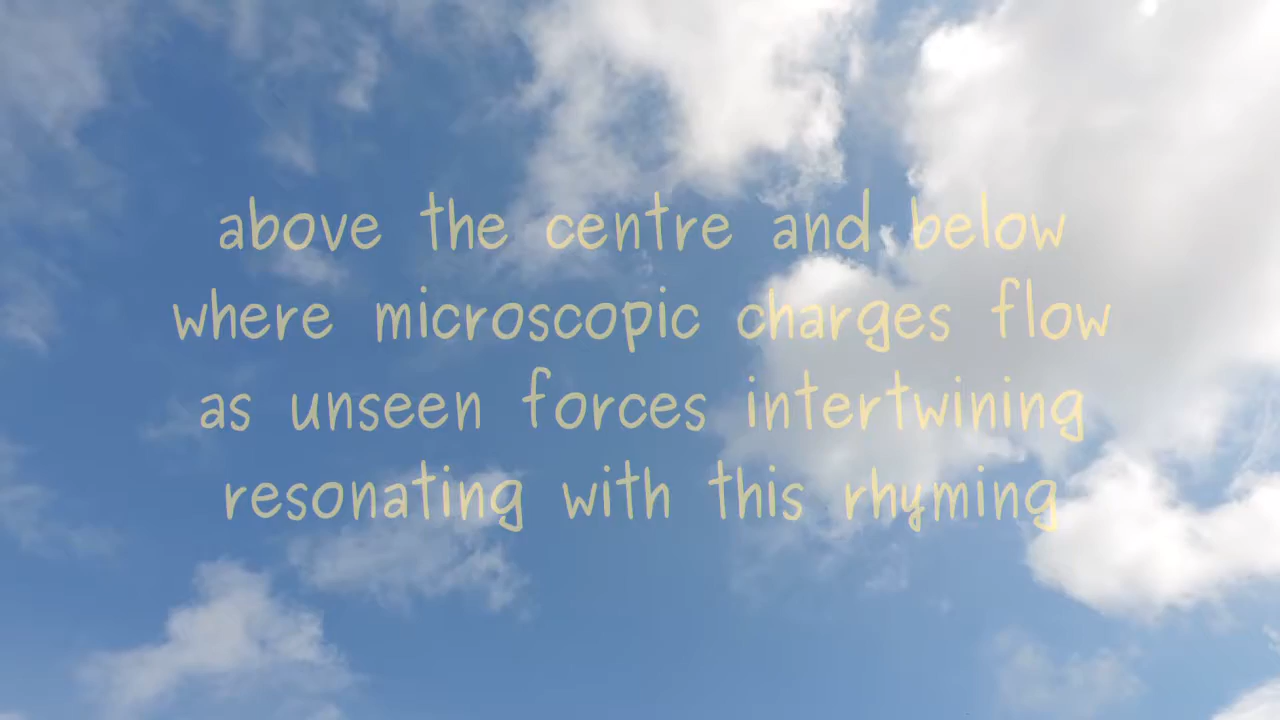 above the centre and below
where microscopic charges flow
as unseen forces intertwining
resonating with this rhyming